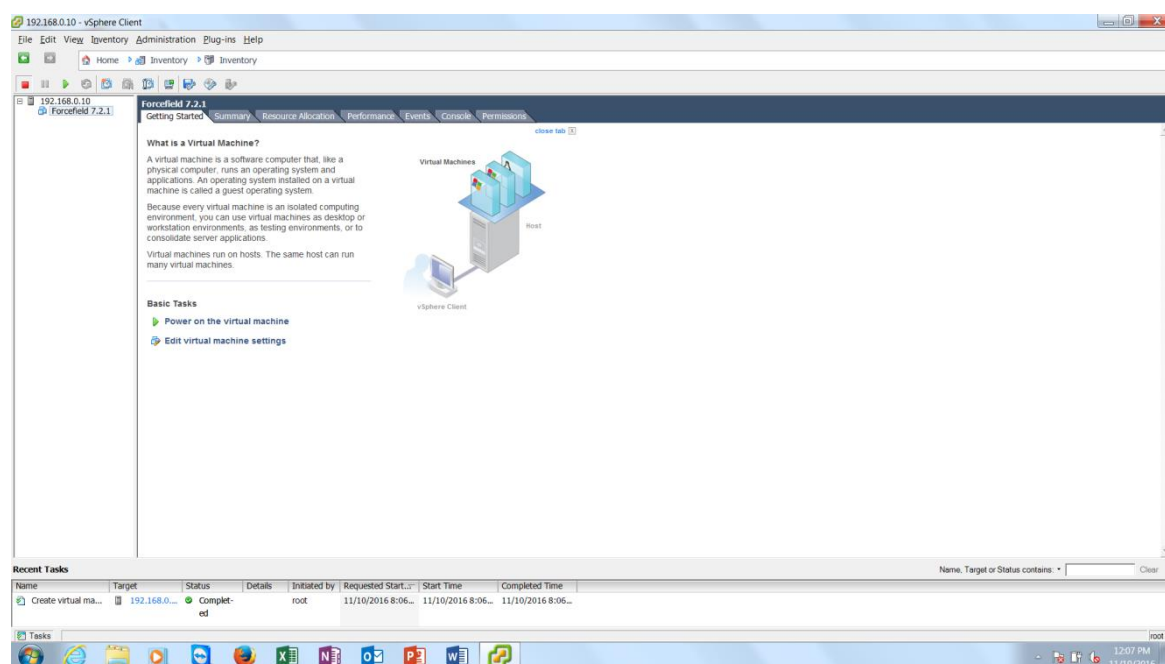 192.168.0.10 - vSphere Client
File Edit View Inventory Administration Plug-ins Help
Home Inventory Inventory
192.168.0.10
Forcefield 7.2.1
Forcefield 7.2.1
Getting Started Summary Resource Allocation Performance Events Console Permissions
close tab
What is a Virtual Machine?
A virtual machine is a software computer that, like a
physical computer, runs an operating system and
applications. An operating system installed on a virtual
machine is called a guest operating system.
Because every virtual machine is an isolated computing
environment, you can use virtual machines as desktop or
workstation environments, as testing environments, or to
consolidate server applications.
Virtual machines run on hosts. The same host can run
many virtual machines.
Basic Tasks
Power on the virtual machine
Edit virtual machine settings
Virtual Machines
Host
vSphere Client
Recent Tasks
Name, Target or Status contains:
Clear
Name Target Status Details Initiated by Requested Start... Start Time Completed Time
Create virtual ma... 192.168.0.... Complet- root 11/10/2016 8:06... 11/10/2016 8:06... 11/10/2016 8:06...
ed
Tasks
root
12:07 PM
11/10/2016